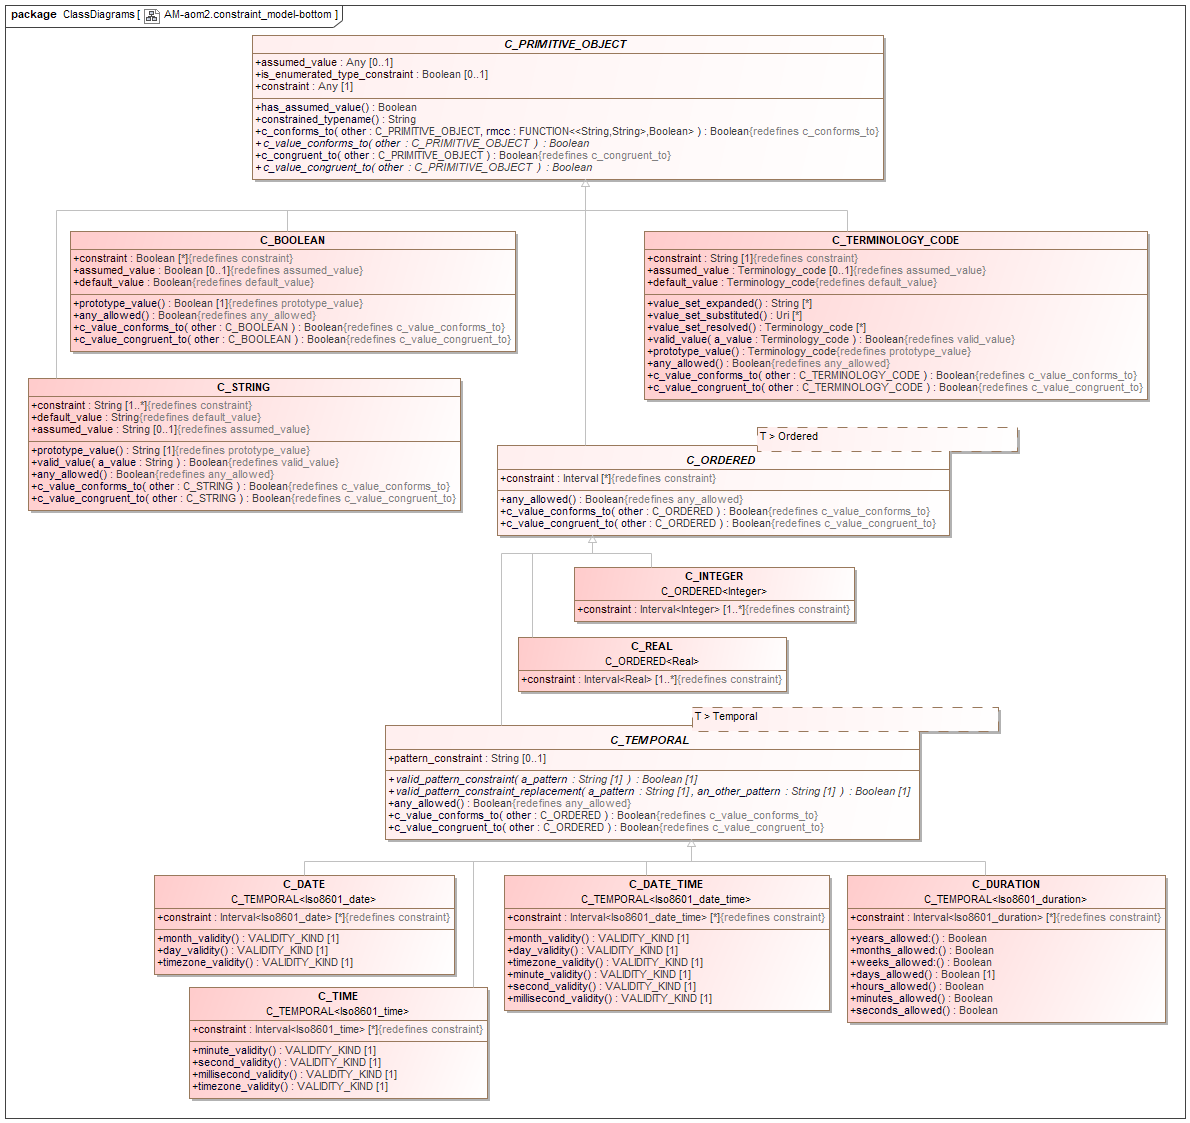 package ClassDiagrams [ AM-aom2.constraint_model-bottom ]
C_PRIMITIVE_OBJECT
+assumed_value : Any [0..1]
+is_enumerated_type_constraint : Boolean [0..1]
+constraint : Any [1]
+has_assumed_value() : Boolean
+constrained_typename() : String
+c_conforms_to( other : C_PRIMITIVE_OBJECT, rmcc : FUNCTION<<String,String>,Boolean> ) : Boolean{redefines c_conforms_to}
+c_value_conforms_to( other : C_PRIMITIVE_OBJECT ) : Boolean
+c_congruent_to( other : C_PRIMITIVE_OBJECT ) : Boolean{redefines c_congruent_to}
+c_value_congruent_to( other : C_PRIMITIVE_OBJECT ) : Boolean
C_BOOLEAN
+constraint : Boolean [*]{redefines constraint}
+assumed_value : Boolean [0..1]{redefines assumed_value}
+default_value : Boolean{redefines default_value}
+prototype_value() : Boolean [1]{redefines prototype_value}
+any_allowed() : Boolean{redefines any_allowed}
+c_value_conforms_to( other : C_BOOLEAN ) : Boolean{redefines c_value_conforms_to}
+c_value_congruent_to( other : C_BOOLEAN ) : Boolean{redefines c_value_congruent_to}
C_TERMINOLOGY_CODE
+constraint : String [1]{redefines constraint}
+assumed_value : Terminology_code [0..1]{redefines assumed_value}
+default_value : Terminology_code{redefines default_value}
+value_set_expanded() : String [*]
+value_set_substituted() : Uri [*]
+value_set_resolved() : Terminology_code [*]
+valid_value( a_value : Terminology_code ) : Boolean{redefines valid_value}
+prototype_value() : Terminology_code{redefines prototype_value}
+any_allowed() : Boolean{redefines any_allowed}
+c_value_conforms_to( other : C_TERMINOLOGY_CODE ) : Boolean{redefines c_value_conforms_to}
+c_value_congruent_to( other : C_TERMINOLOGY_CODE ) : Boolean{redefines c_value_congruent_to}
C_STRING
+constraint : String [1..*]{redefines constraint}
+default_value : String{redefines default_value}
+assumed_value : String [0..1]{redefines assumed_value}
+prototype_value() : String [1]{redefines prototype_value}
+valid_value( a_value : String ) : Boolean{redefines valid_value}
+any_allowed() : Boolean{redefines any_allowed}
+c_value_conforms_to( other : C_STRING ) : Boolean{redefines c_value_conforms_to}
+c_value_congruent_to( other : C_STRING ) : Boolean{redefines c_value_congruent_to}
T > Ordered
C_ORDERED
+constraint : Interval [*]{redefines constraint}
+any_allowed() : Boolean{redefines any_allowed}
+c_value_conforms_to( other : C_ORDERED ) : Boolean{redefines c_value_conforms_to}
+c_value_congruent_to( other : C_ORDERED ) : Boolean{redefines c_value_congruent_to}
C_INTEGER
C_ORDERED<Integer>
+constraint : Interval<Integer> [1..*]{redefines constraint}
C_REAL
C_ORDERED<Real>
+constraint : Interval<Real> [1..*]{redefines constraint}
T > Temporal
C_TEMPORAL
+pattern_constraint : String [0..1]
+valid_pattern_constraint( a_pattern : String [1] ) : Boolean [1]
+valid_pattern_constraint_replacement( a_pattern : String [1], an_other_pattern : String [1] ) : Boolean [1]
+any_allowed() : Boolean{redefines any_allowed}
+c_value_conforms_to( other : C_ORDERED ) : Boolean{redefines c_value_conforms_to}
+c_value_congruent_to( other : C_ORDERED ) : Boolean{redefines c_value_congruent_to}
C_DATE
C_TEMPORAL<Iso8601_date>
+constraint : Interval<Iso8601_date> [*]{redefines constraint}
+month_validity() : VALIDITY_KIND [1]
+day_validity() : VALIDITY_KIND [1]
+timezone_validity() : VALIDITY_KIND [1]
C_DATE_TIME
C_TEMPORAL<Iso8601_date_time>
+constraint : Interval<Iso8601_date_time> [*]{redefines constraint}
+month_validity() : VALIDITY_KIND [1]
+day_validity() : VALIDITY_KIND [1]
+timezone_validity() : VALIDITY_KIND [1]
+minute_validity() : VALIDITY_KIND [1]
+second_validity() : VALIDITY_KIND [1]
+millisecond_validity() : VALIDITY_KIND [1]
C_DURATION
C_TEMPORAL<Iso8601_duration>
+constraint : Interval<Iso8601_duration> [*]{redefines constraint}
+years_allowed:() : Boolean
+months_allowed:() : Boolean
+weeks_allowed:() : Boolean
+days_allowed() : Boolean [1]
+hours_allowed() : Boolean
+minutes_allowed() : Boolean
+seconds_allowed() : Boolean
C_TIME
C_TEMPORAL<Iso8601_time>
+constraint : Interval<Iso8601_time> [*]{redefines constraint}
+minute_validity() : VALIDITY_KIND [1]
+second_validity() : VALIDITY_KIND [1]
+millisecond_validity() : VALIDITY_KIND [1]
+timezone_validity() : VALIDITY_KIND [1]